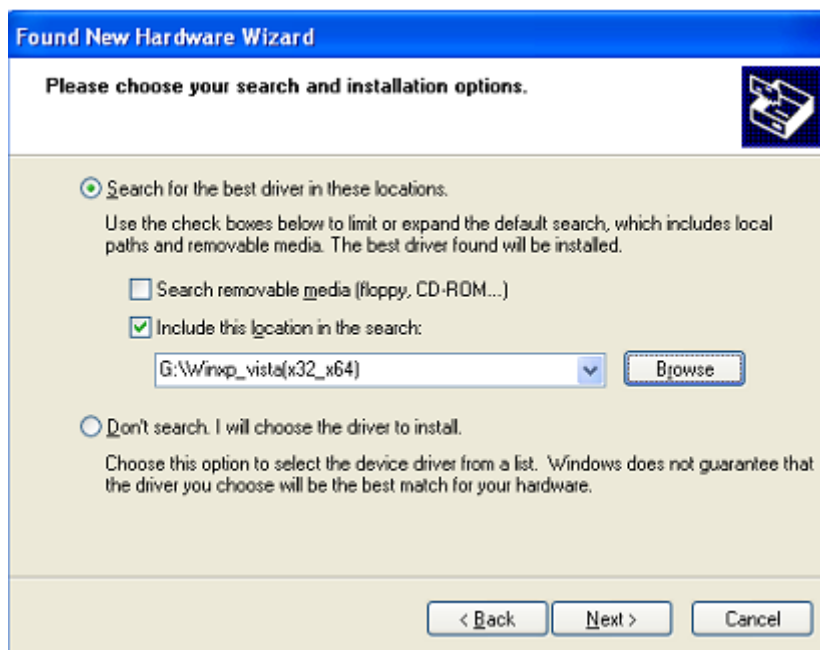 Found New Hardware Wizard
Please choose your search and installation options.
Search for the best driver in these locations.
Use the check boxes below to limit or expand the default search, which includes local
paths and removable media. The best driver found will be installed.
Search removable media (floppy, CD-ROM...)
Include this location in the search:
G:\Winxp_vista(x32_x64)
Browse
Don't search. I will choose the driver to install.
Choose this option to select the device driver from a list. Windows does not guarantee that
the driver you choose will be the best match for your hardware.
< Back Next > Cancel